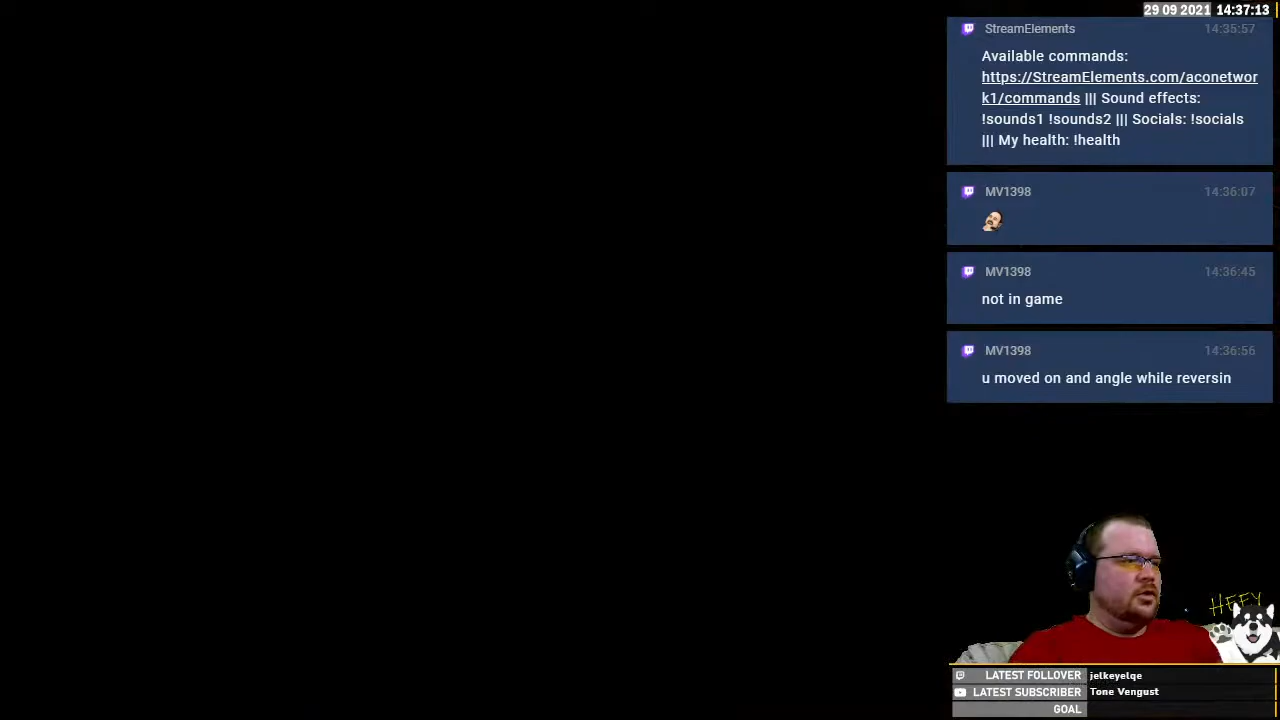 29 09 2021 14:37:13
StreamElements 14:35:57
Available commands:
https://StreamElements.com/aconetwor
k1/commands ||| Sound effects:
!sounds1 !sounds2 ||| Socials: !socials
||| My health: !health
MV1398 14:36:07
MV1398 14:36:45
not in game
MV1398 14:36:56
u moved on and angle while reversin
HEEY
LATEST FOLLOWER jelkeyelqe
LATEST SUBSCRIBER Tone Vengust
GOAL